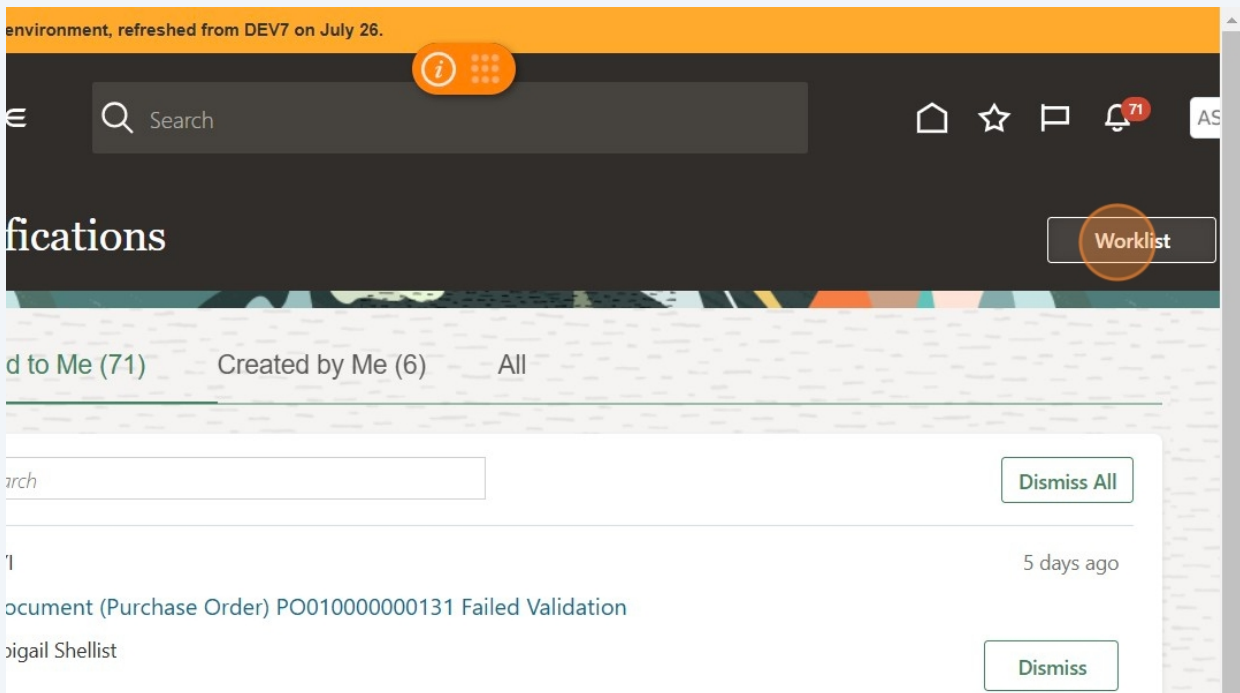 environment, refreshed from DEV7 on July 26.
i
Search
71
AS
fications
Worklist
d to Me (71)
Created by Me (6)
All
arch
Dismiss All
5 days ago
ocument (Purchase Order) PO010000000131 Failed Validation
bigail Shellist
Dismiss